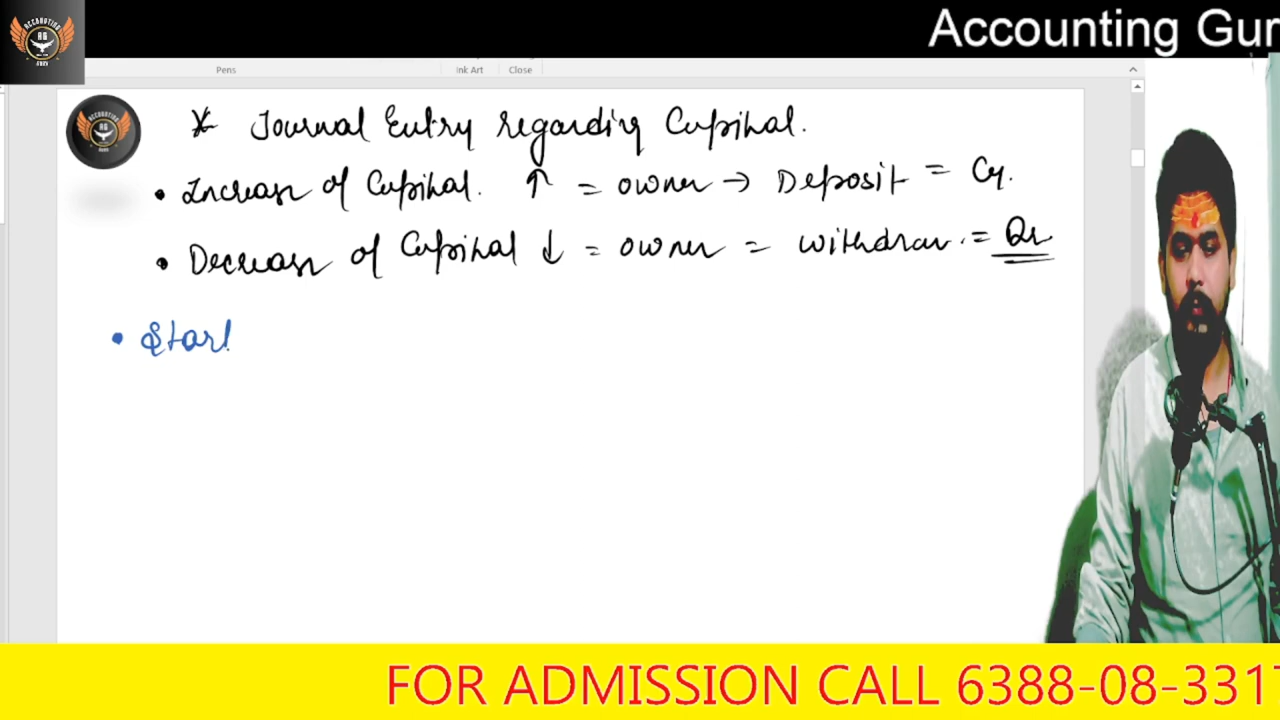 Accounting Gur
Pens
Ink Art
Close
Journal Entry regarding Capital.
• Increase of Capital. ↑ = owner → Deposit = Cr.
• Decrease of Capital ↓ = owner = withdraw. = Dr
• Start
FOR ADMISSION CALL 6388-08-3317